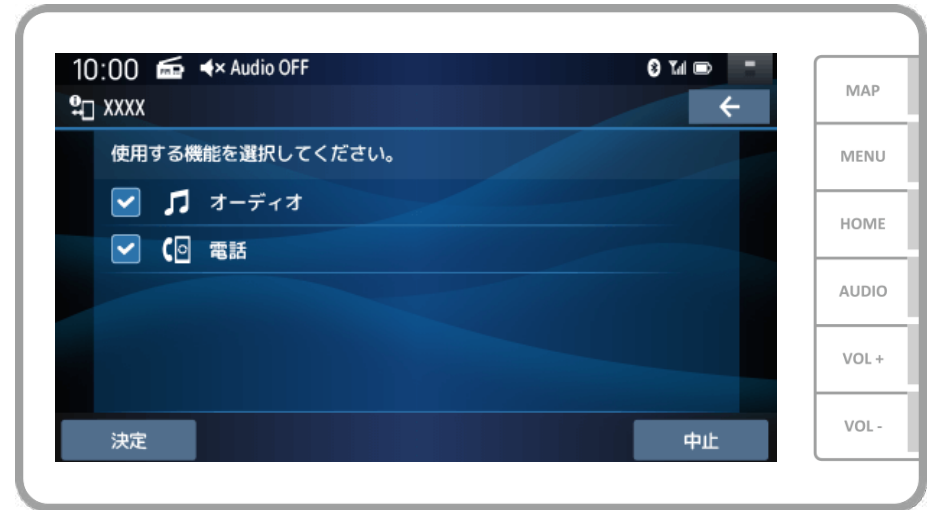 10:00 Audio OFF
XXXX
使用する機能を選択してください。
オーディオ
電話
決定
中止
MAP
MENU
HOME
AUDIO
VOL +
VOL -